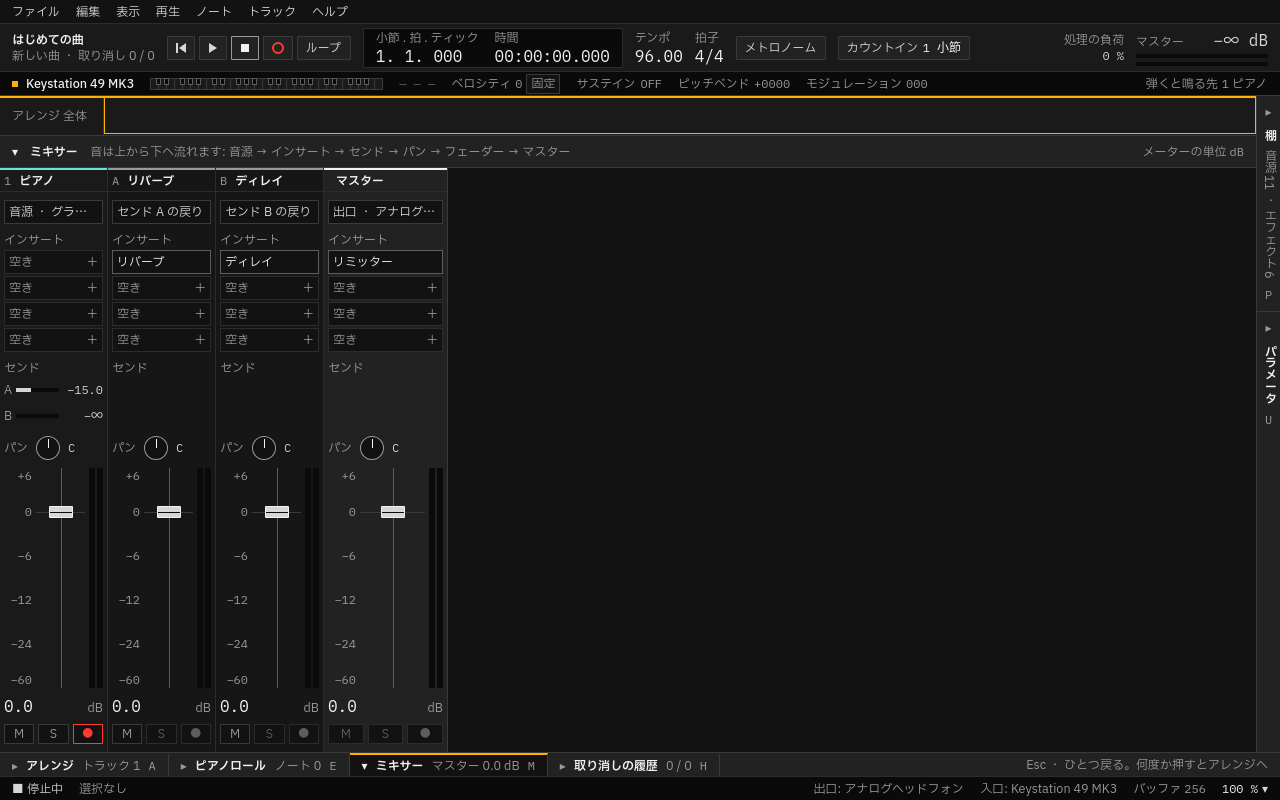 ファイル 編集 表示 再生 ノート トラック ヘルプ
はじめての曲
新しい曲 · 取り消し 0 / 0
ループ
小節 . 拍 . ティック 時間
1. 1. 000 00:00:00.000
テンポ 拍子
96.00 4/4
メトロノーム
カウントイン 1 小節
処理の負荷 マスター −∞ dB
0 %
Keystation 49 MK3
— — — ベロシティ 0 固定 サステイン OFF ピッチベンド +0000 モジュレーション 000
弾くと鳴る先 1 ピアノ
アレンジ 全体
▾ ミキサー 音は上から下へ流れます: 音源 → インサート → センド → パン → フェーダー → マスター
メーターの単位 dB
1 ピアノ A リバーブ B ディレイ マスター
音源 · グラ… センド A の戻り センド B の戻り 出口 · アナログ…
インサート インサート インサート インサート
空き + リバーブ ディレイ リミッター
空き + 空き + 空き + 空き +
空き + 空き + 空き + 空き +
空き + 空き + 空き + 空き +
センド センド センド センド
A −15.0
B −∞
パン C パン C パン C パン C
+6 +6 +6 +6
0 0 0 0
−6 −6 −6 −6
−12 −12 −12 −12
−24 −24 −24 −24
−60 −60 −60 −60
0.0 dB 0.0 dB 0.0 dB 0.0 dB
M S M S M S M S
▸ 棚 音源 11 · エフェクト 6 P
▸ パラメータ U
▸ アレンジ トラック 1 A
▸ ピアノロール ノート 0 E
▾ ミキサー マスター 0.0 dB M
▸ 取り消しの履歴 0 / 0 H
Esc · ひとつ戻る。何度か押すとアレンジへ
■ 停止中 選択なし
出口: アナログヘッドフォン 入口: Keystation 49 MK3 バッファ 256 100 % ▾